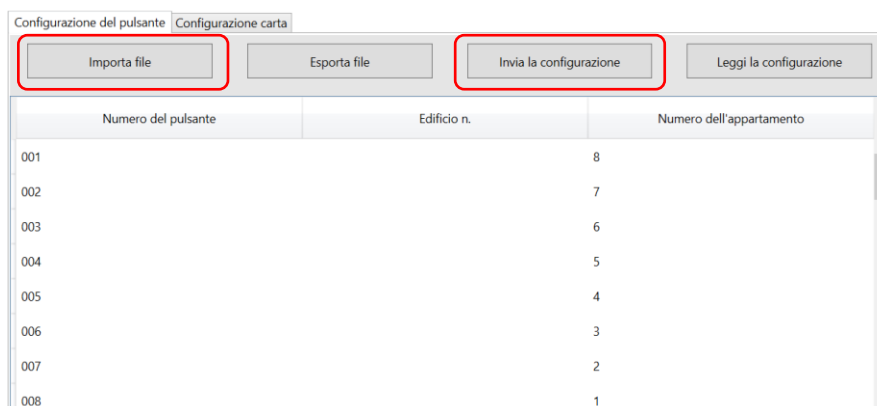 Configurazione del pulsante Configurazione carta
Importa file Esporta file Invia la configurazione Leggi la configurazione
Numero del pulsante Edificio n. Numero dell'appartamento
001 8
002 7
003 6
004 5
005 4
006 3
007 2
008 1